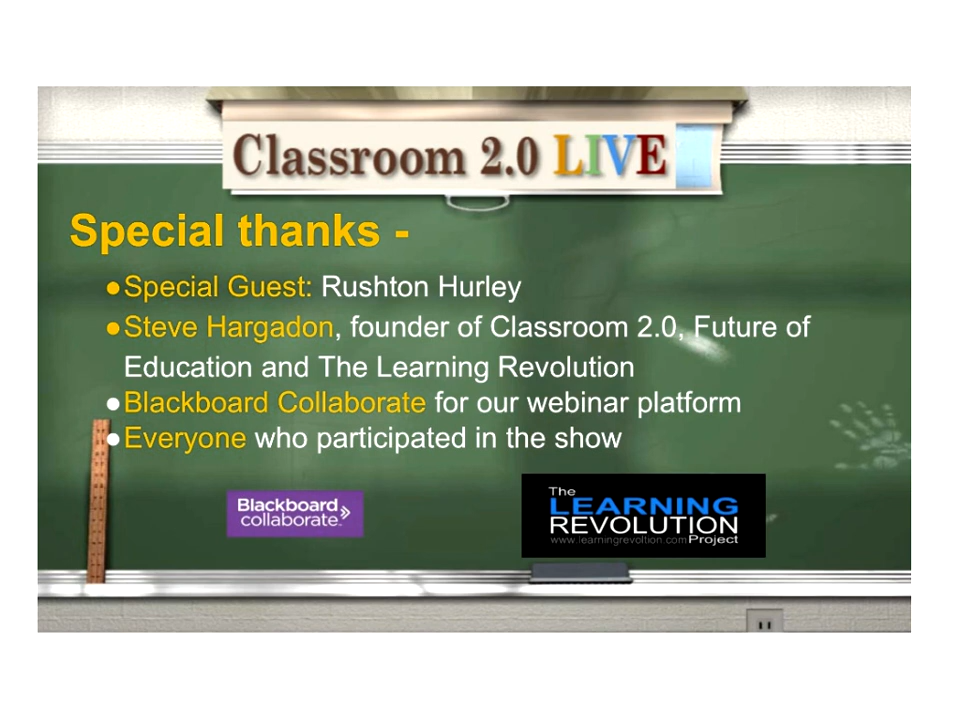 Classroom 2.0 LIVE
Special thanks -
●Special Guest: Rushton Hurley
●Steve Hargadon, founder of Classroom 2.0, Future of
Education and The Learning Revolution
●Blackboard Collaborate for our webinar platform
●Everyone who participated in the show
Blackboard
collaborate™
The
LEARNING
REVOLUTION
www.learningrevoltion.com Project